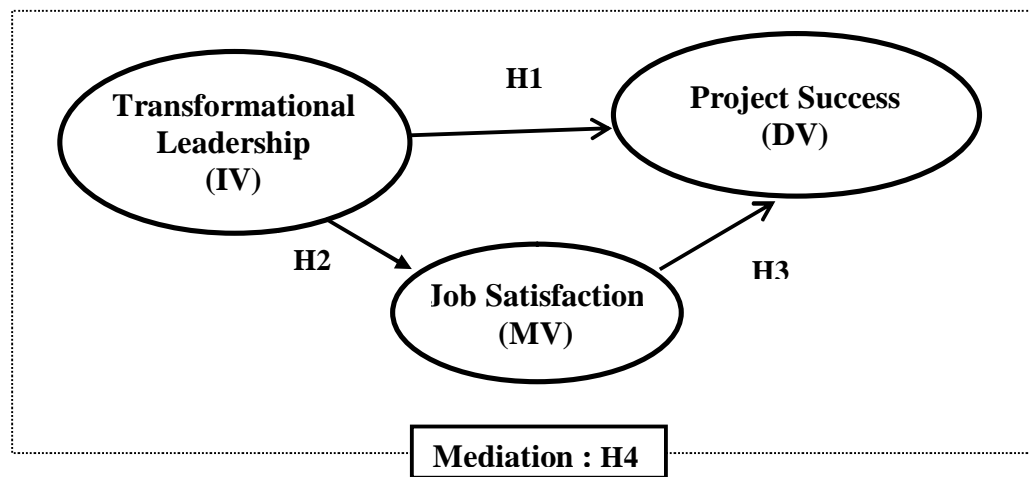 Transformational
Leadership
(IV)
H1
Project Success
(DV)
H2
Job Satisfaction
(MV)
H3
Mediation : H4